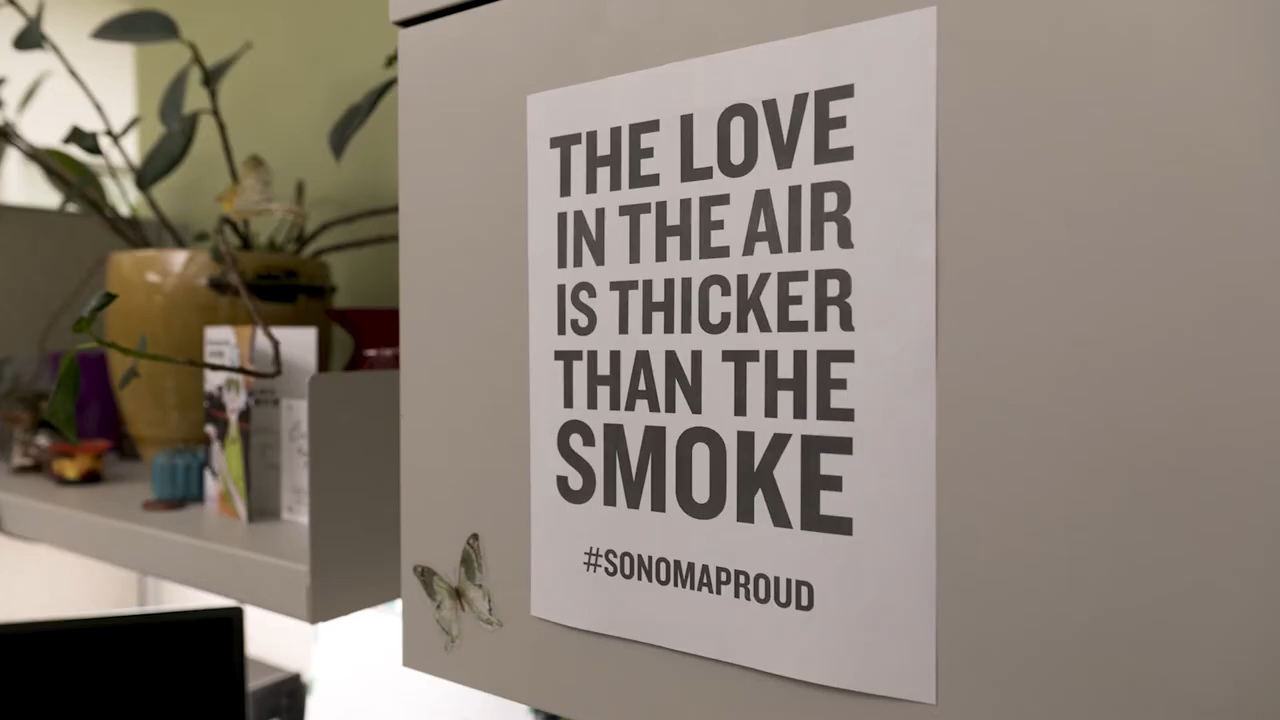 THE LOVE
IN THE AIR
IS THICKER
THAN THE
SMOKE
#SONOMAPROUD